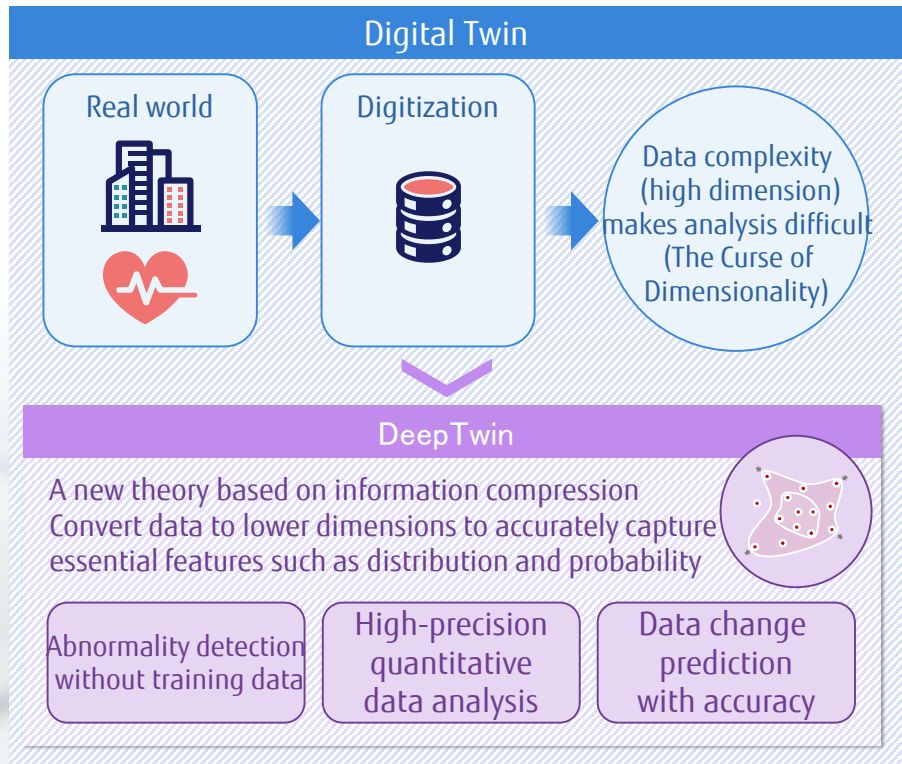 Digital Twin
Real world
Digitization
Data complexity
(high dimension)
makes analysis difficult
(The Curse of
Dimensionality)
DeepTwin
A new theory based on information compression
Convert data to lower dimensions to accurately capture
essential features such as distribution and probability
Abnormality detection
without training data
High-precision
quantitative
data analysis
Data change
prediction
with accuracy